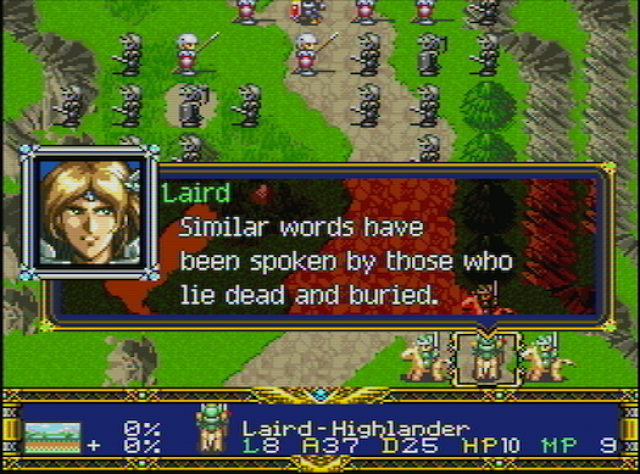 Laird
Similar words have
been spoken by those who
lie dead and buried.
0% Laird-Highlander
+ 0% L8 A37 D25 HP10 MP 9